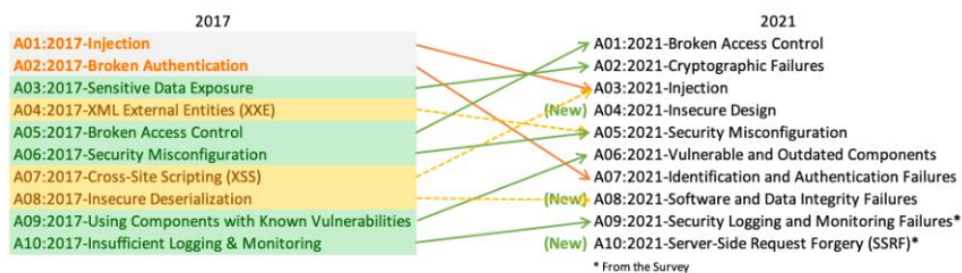 2017
A01:2017-Injection
A02:2017-Broken Authentication
A03:2017-Sensitive Data Exposure
A04:2017-XML External Entities (XXE)
A05:2017-Broken Access Control
A06:2017-Security Misconfiguration
A07:2017-Cross-Site Scripting (XSS)
A08:2017-Insecure Deserialization
A09:2017-Using Components with Known Vulnerabilities
A10:2017-Insufficient Logging & Monitoring
2021
A01:2021-Broken Access Control
A02:2021-Cryptographic Failures
A03:2021-Injection
(New) A04:2021-Insecure Design
A05:2021-Security Misconfiguration
A06:2021-Vulnerable and Outdated Components
A07:2021-Identification and Authentication Failures
(New) A08:2021-Software and Data Integrity Failures
A09:2021-Security Logging and Monitoring Failures*
(New) A10:2021-Server-Side Request Forgery (SSRF)*
* From the Survey